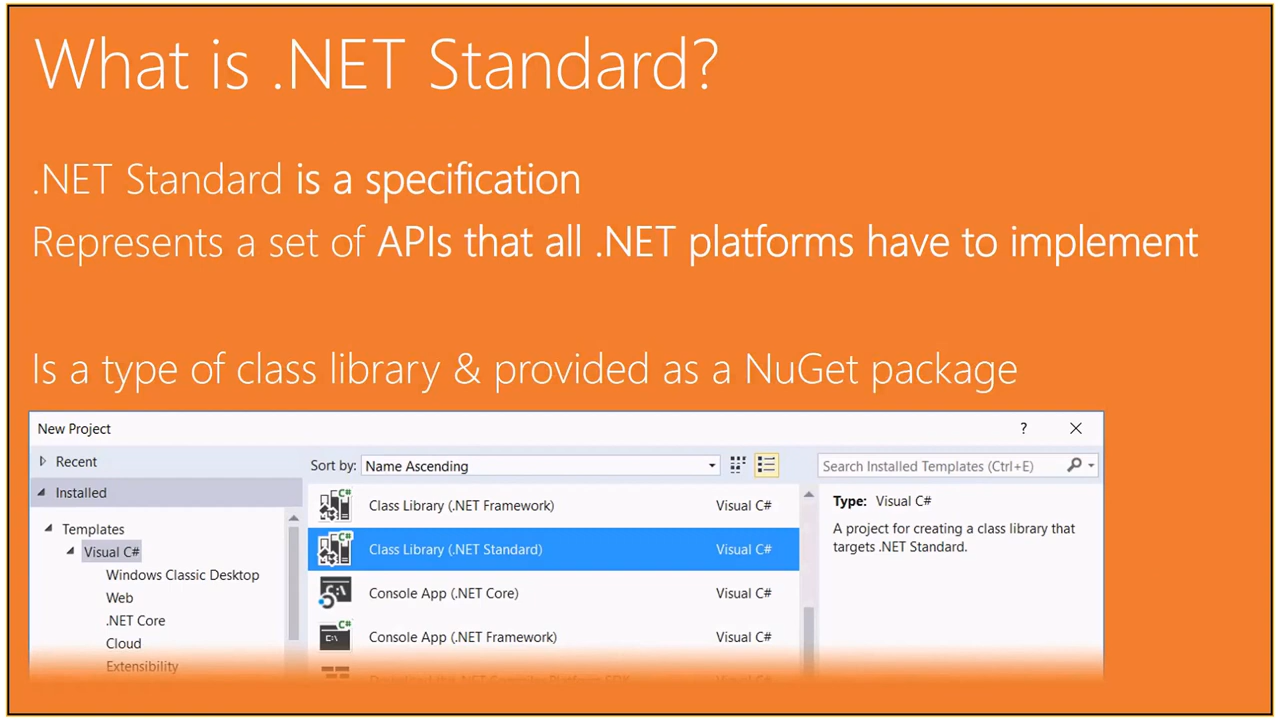 What is .NET Standard?
.NET Standard is a specification
Represents a set of APIs that all .NET platforms have to implement
Is a type of class library & provided as a NuGet package
New Project
?
Recent
Sort by: Name Ascending
Search Installed Templates (Ctrl+E)
Installed
Class Library (.NET Framework) Visual C#
Type: Visual C#
Templates
A project for creating a class library that
targets .NET Standard.
Visual C#
Class Library (.NET Standard) Visual C#
Windows Classic Desktop
Web
Console App (.NET Core) Visual C#
.NET Core
Cloud
Console App (.NET Framework) Visual C#
Extensibility